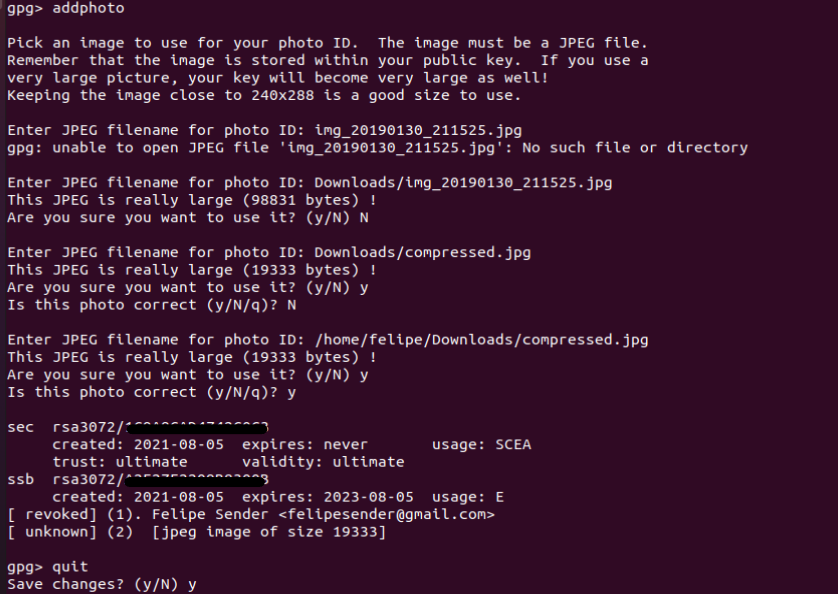 gpg> addphoto
Pick an image to use for your photo ID.  The image must be a JPEG file.
Remember that the image is stored within your public key.  If you use a
very large picture, your key will become very large as well!
Keeping the image close to 240x288 is a good size to use.
Enter JPEG filename for photo ID: img_20190130_211525.jpg
gpg: unable to open JPEG file 'img_20190130_211525.jpg': No such file or directory
Enter JPEG filename for photo ID: Downloads/img_20190130_211525.jpg
This JPEG is really large (98831 bytes) !
Are you sure you want to use it? (y/N) N
Enter JPEG filename for photo ID: Downloads/compressed.jpg
This JPEG is really large (19333 bytes) !
Are you sure you want to use it? (y/N) y
Is this photo correct (y/N/q)? N
Enter JPEG filename for photo ID: /home/felipe/Downloads/compressed.jpg
This JPEG is really large (19333 bytes) !
Are you sure you want to use it? (y/N) y
Is this photo correct (y/N/q)? y
sec  rsa3072/
created: 2021-08-05  expires: never       usage: SCEA
trust: ultimate      validity: ultimate
ssb  rsa3072/
created: 2021-08-05  expires: 2023-08-05  usage: E
[ revoked] (1). Felipe Sender <felipesender@gmail.com>
[ unknown] (2)  [jpeg image of size 19333]
gpg> quit
Save changes? (y/N) y